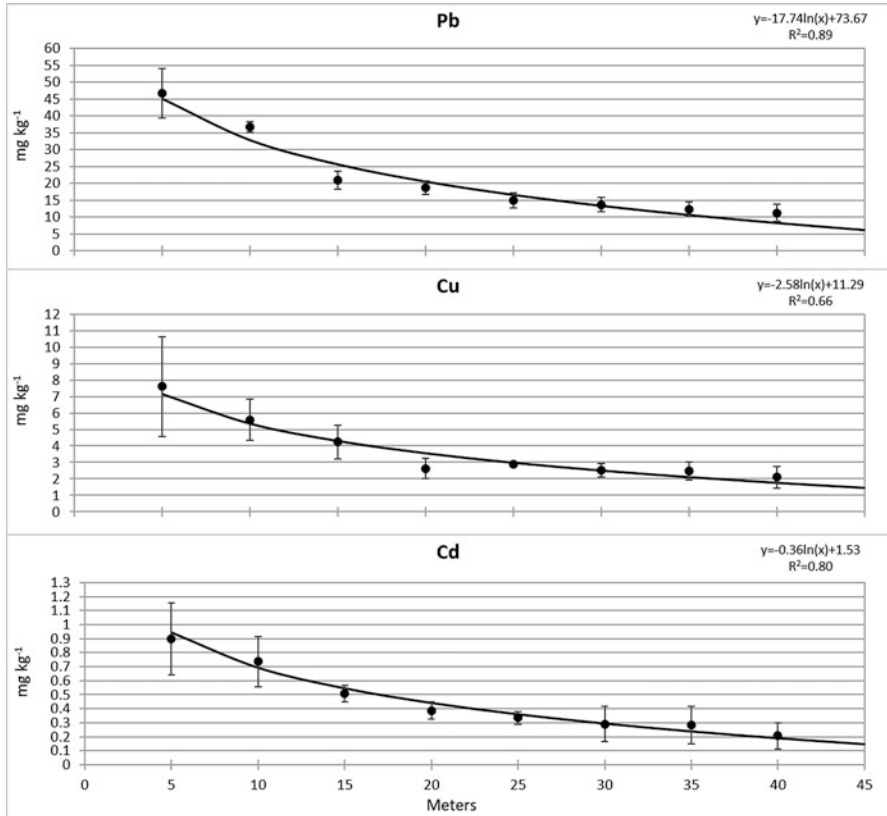 Pb
y=-17.74ln(x)+73.67
R²=0.89
60
55
50
45
40
35
30
25
20
15
10
5
0
mg kg⁻¹
Cu
y=-2.58ln(x)+11.29
R²=0.66
12
11
10
9
8
7
6
5
4
3
2
1
0
mg kg⁻¹
Cd
y=-0.36ln(x)+1.53
R²=0.80
1.3
1.2
1.1
1
0.9
0.8
0.7
0.6
0.5
0.4
0.3
0.2
0.1
0
mg kg⁻¹
0 5 10 15 20 25 30 35 40 45
Meters